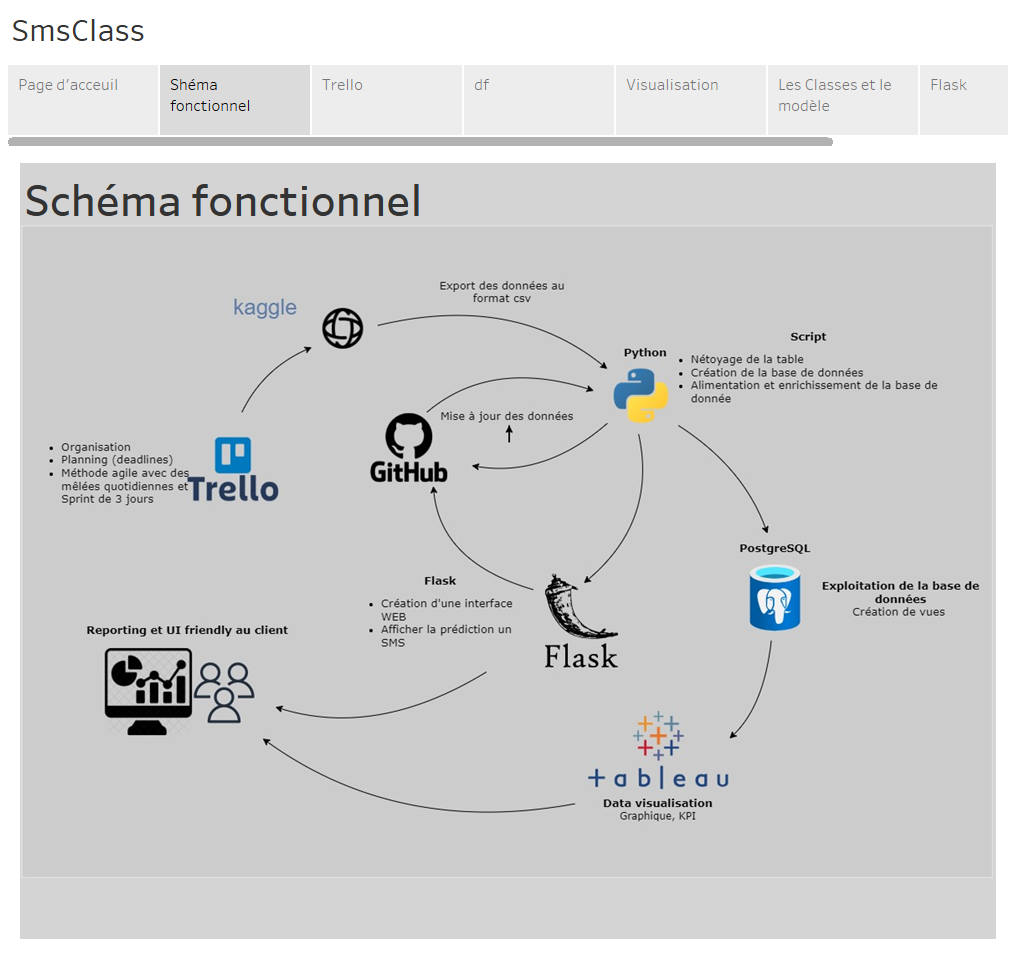 SmsClass
Page d’acceuil
Shéma
fonctionnel
Trello
df
Visualisation
Les Classes et le
modèle
Flask
Schéma fonctionnel
kaggle
Export des données au
format csv
Python
Script
Nétoyage de la table
Création de la base de données
Alimentation et enrichissement de la base de
donnée
Mise à jour des données
GitHub
Organisation
Planning (deadlines)
Méthode agile avec des
mêlées quotidiennes et
Sprint de 3 jours
Trello
PostgreSQL
Exploitation de la base de
données
Création de vues
Flask
Création d'une interface
WEB
Afficher la prédiction un
SMS
Flask
Reporting et UI friendly au client
+ableau
Data visualisation
Graphique, KPI